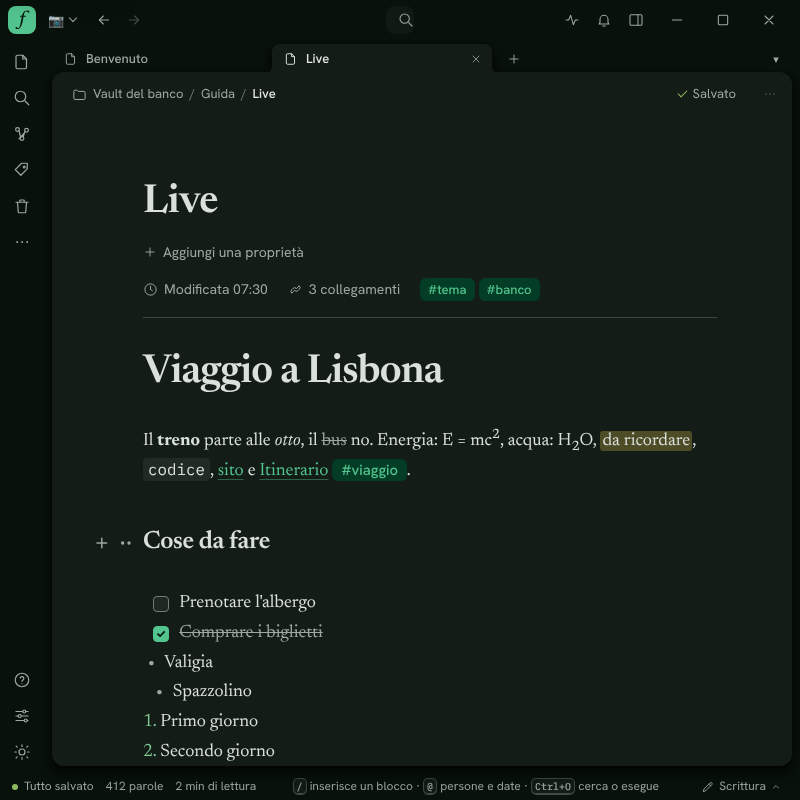 f
Benvenuto
Live
Vault del banco / Guida / Live
Salvato
Live
Aggiungi una proprietà
Modificata 07:30
3 collegamenti
#tema
#banco
Viaggio a Lisbona
Il treno parte alle otto, il bus no. Energia: E = mc², acqua: H₂O, da ricordare,
codice, sito e Itinerario #viaggio.
Cose da fare
Prenotare l'albergo
Comprare i biglietti
• Valigia
• Spazzolino
1. Primo giorno
2. Secondo giorno
Tutto salvato 412 parole 2 min di lettura / inserisce un blocco · @ persone e date · Ctrl+O cerca o esegue Scrittura